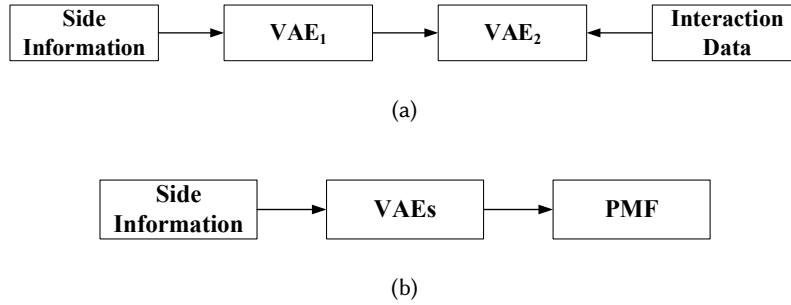 Side
Information
VAE₁
VAE₂
Interaction
Data
(a)
Side
Information
VAEs
PMF
(b)